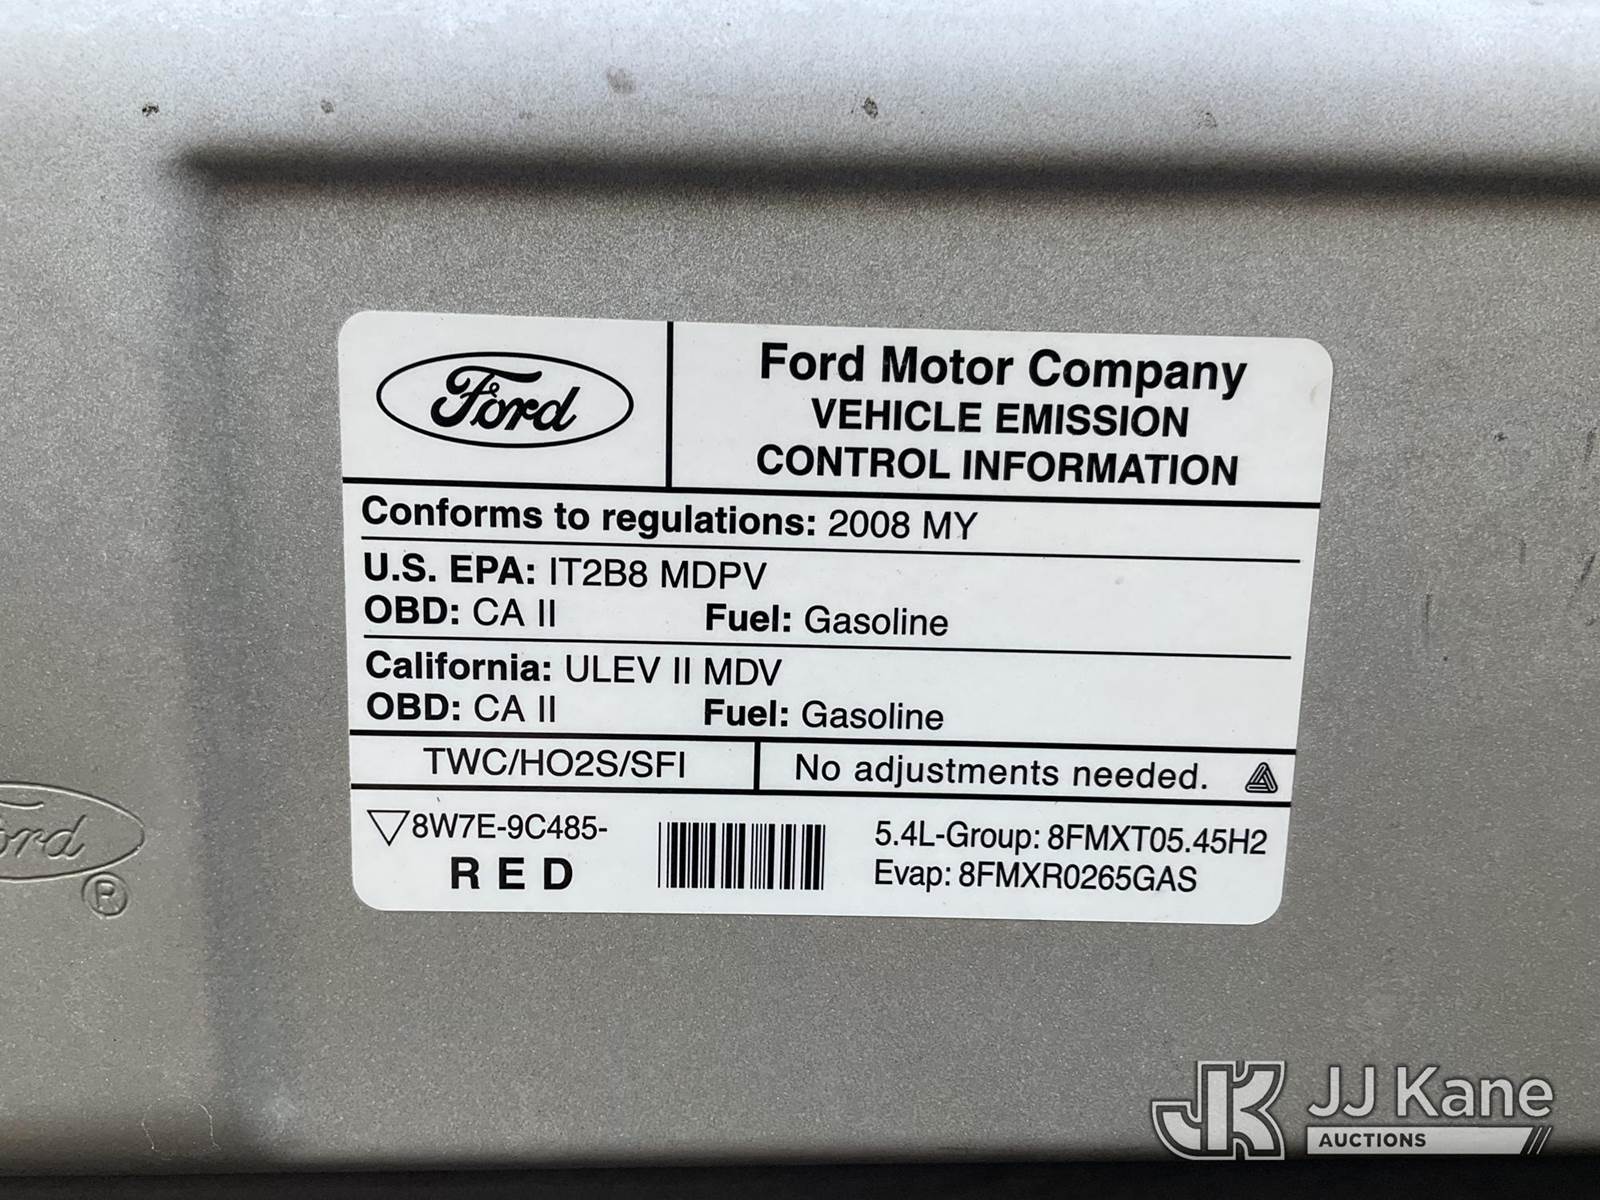 Ford
Ford Motor Company
VEHICLE EMISSION
CONTROL INFORMATION
Conforms to regulations: 2008 MY
U.S. EPA: IT2B8 MDPV
OBD: CA II Fuel: Gasoline
California: ULEV II MDV
OBD: CA II Fuel: Gasoline
TWC/HO2S/SFI No adjustments needed.
8W7E-9C485-
RED
5.4L-Group: 8FMXT05.45H2
Evap: 8FMXR0265GAS
ord ®
JK JJ Kane
AUCTIONS